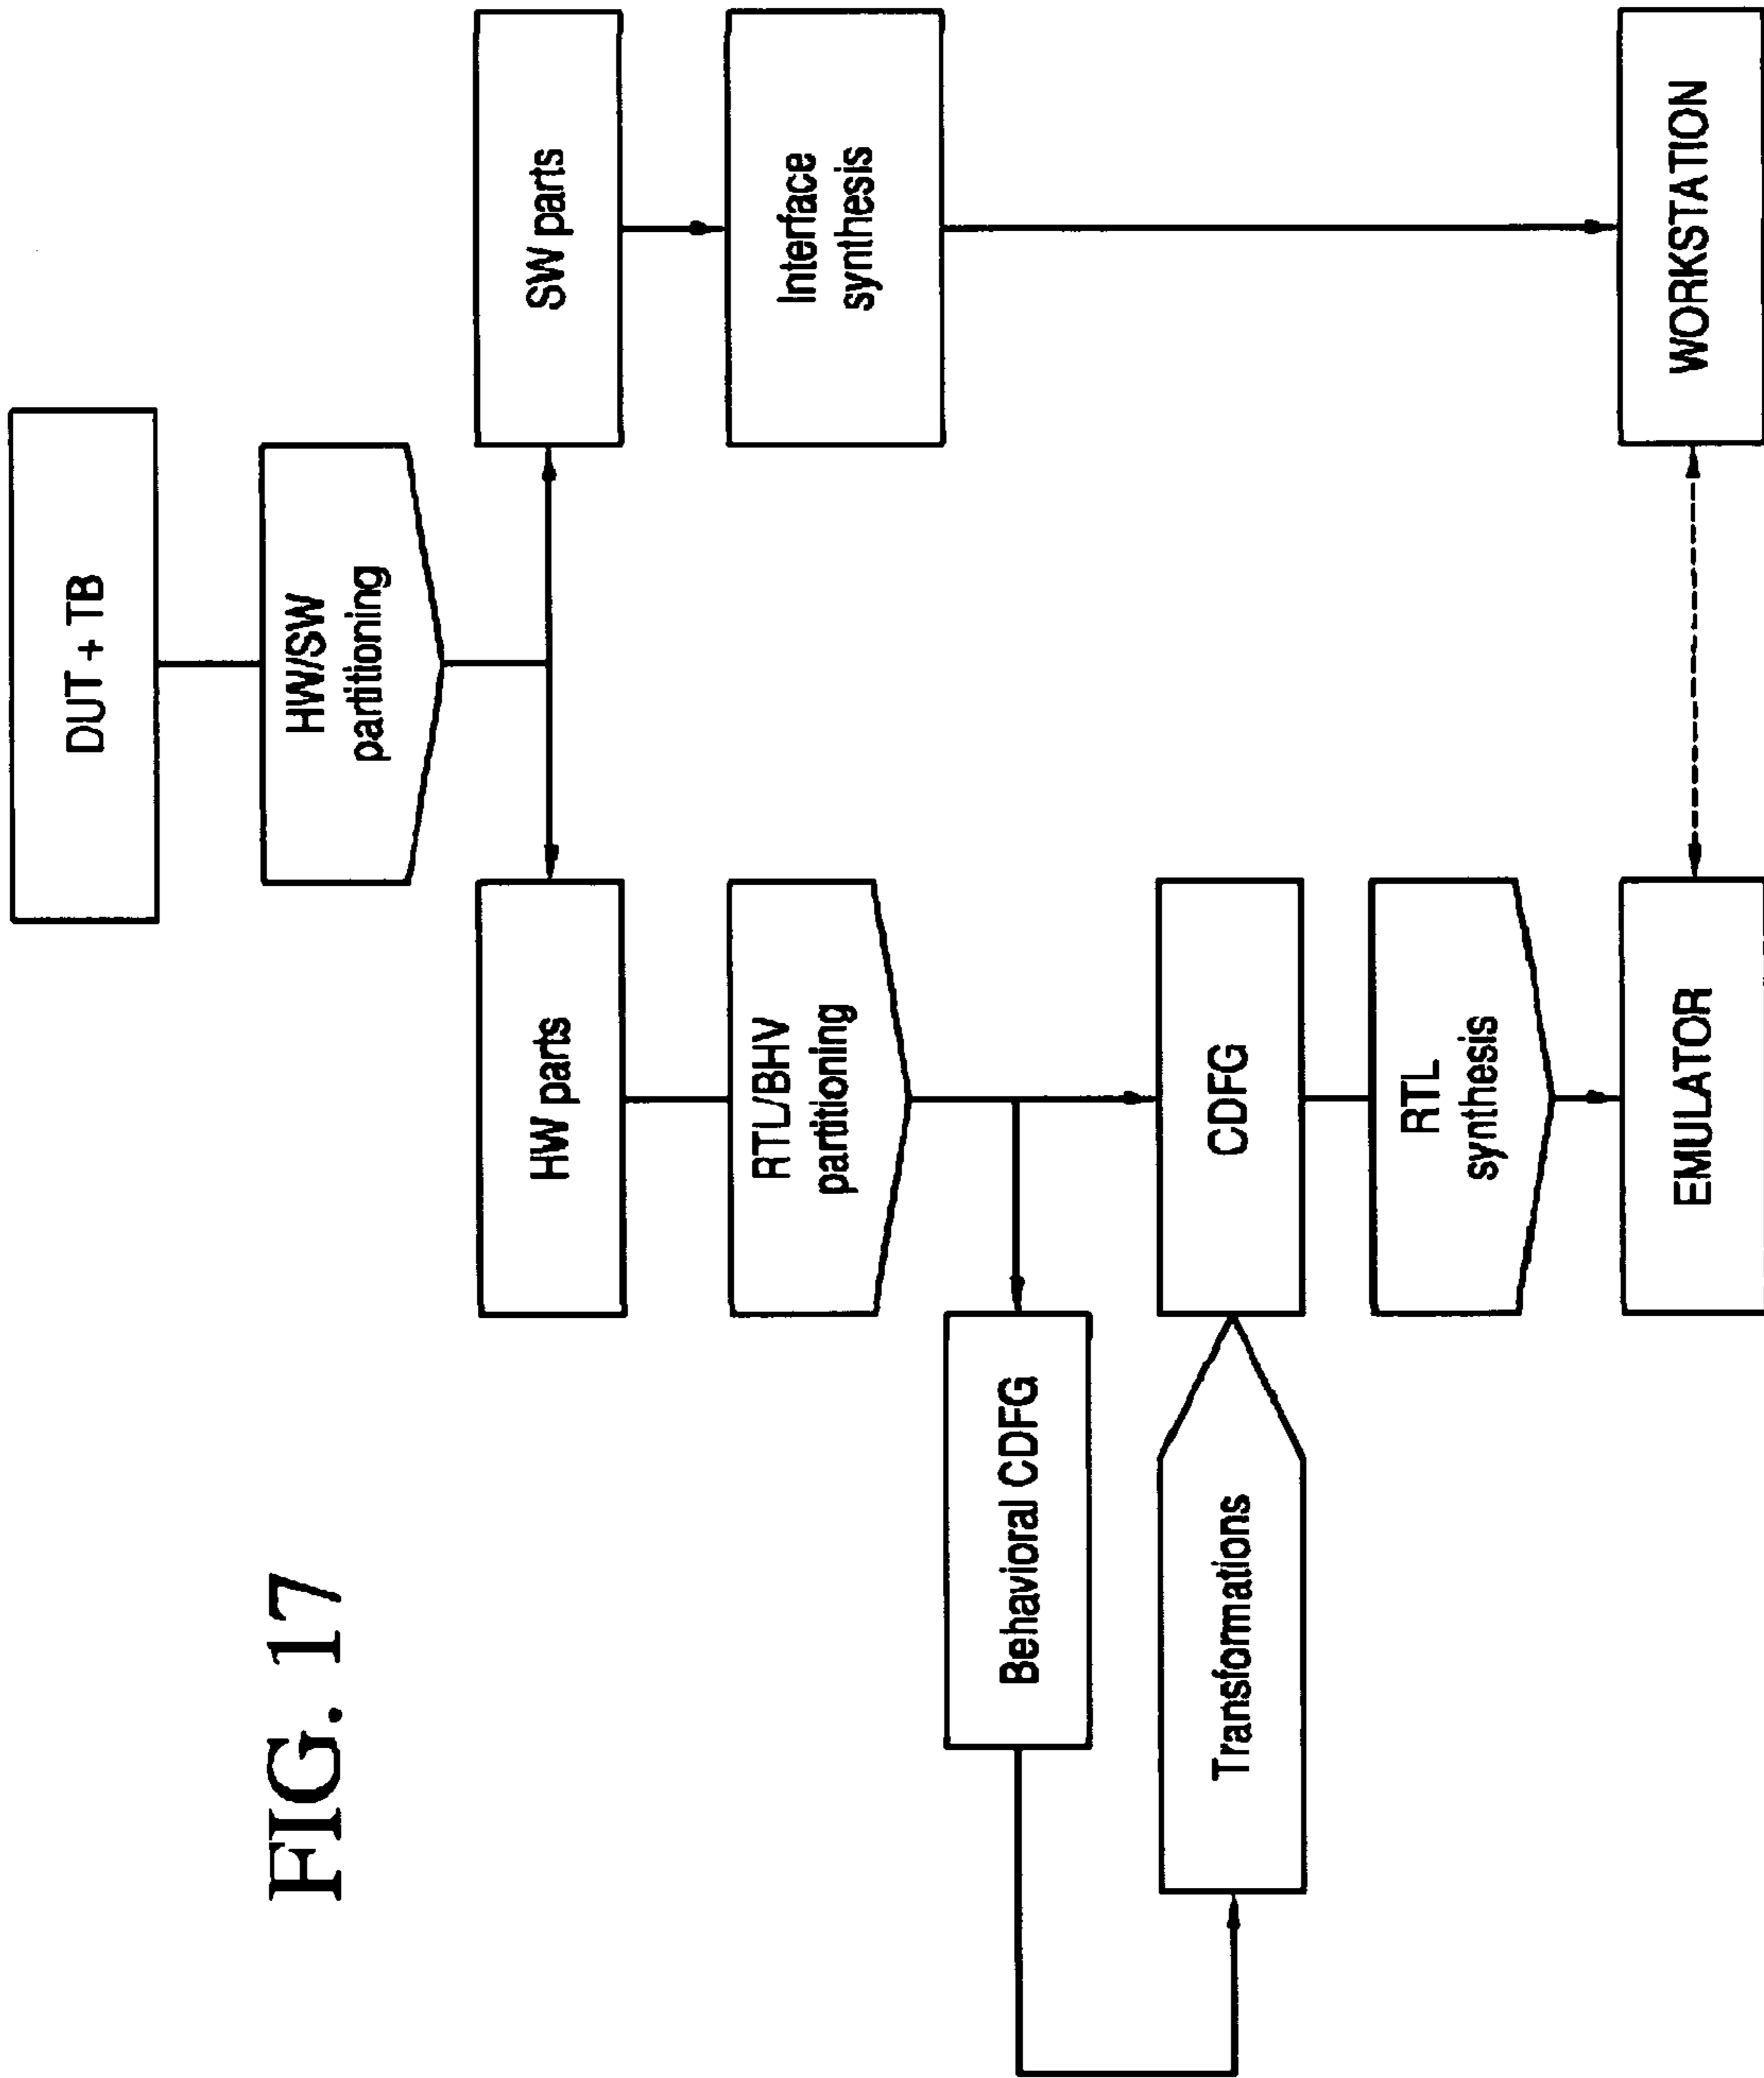 FIG. 17
DUT + TB
HW/SW
partitioning
HW parts
SW parts
RTL/BHV
partitioning
Interface
synthesis
Behavioral CDFG
Transformations
CDFG
RTL
synthesis
EMULATOR
WORKSTATION